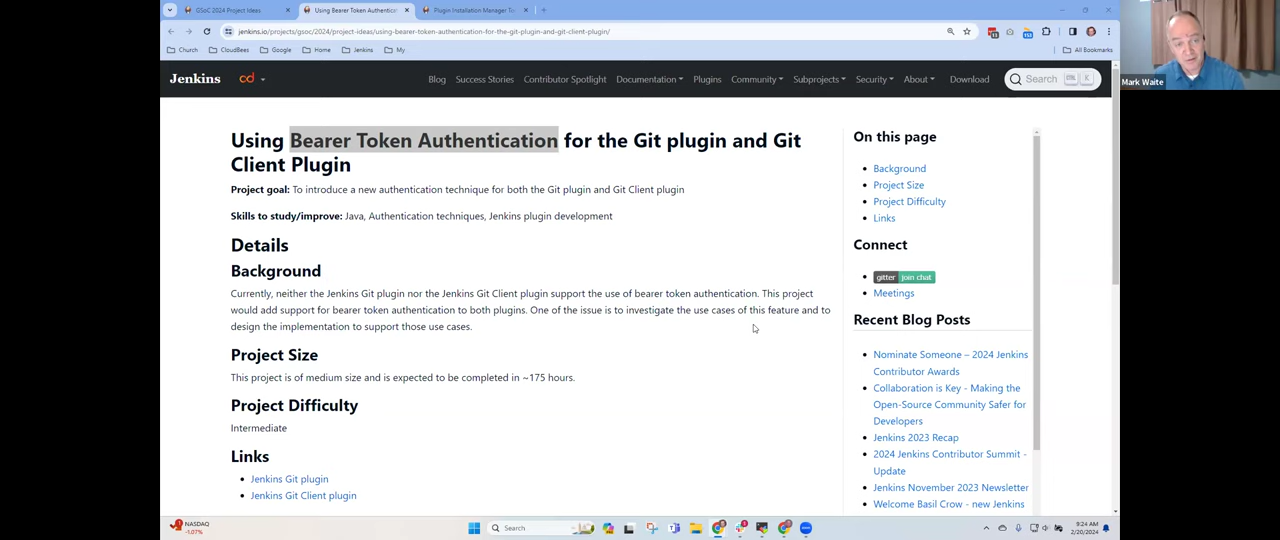 GSoC 2024 Project Ideas
Using Bearer Token Authenticat
Plugin Installation Manager To
jenkins.io/projects/gsoc/2024/project-ideas/using-bearer-token-authentication-for-the-git-plugin-and-git-client-plugin/
Church CloudBees Google Home Jenkins My All Bookmarks
Mark Waite
Jenkins cd Blog Success Stories Contributor Spotlight Documentation Plugins Community Subprojects Security About Download Search K
Using Bearer Token Authentication for the Git plugin and Git
Client Plugin
Project goal: To introduce a new authentication technique for both the Git plugin and Git Client plugin
Skills to study/improve: Java, Authentication techniques, Jenkins plugin development
Details
Background
Currently, neither the Jenkins Git plugin nor the Jenkins Git Client plugin support the use of bearer token authentication. This project
would add support for bearer token authentication to both plugins. One of the issue is to investigate the use cases of this feature and to
design the implementation to support those use cases.
Project Size
This project is of medium size and is expected to be completed in ~175 hours.
Project Difficulty
Intermediate
Links
Jenkins Git plugin
Jenkins Git Client plugin
On this page
Background
Project Size
Project Difficulty
Links
Connect
gitter join chat
Meetings
Recent Blog Posts
Nominate Someone – 2024 Jenkins
Contributor Awards
Collaboration is Key - Making the
Open-Source Community Safer for
Developers
Jenkins 2023 Recap
2024 Jenkins Contributor Summit -
Update
Jenkins November 2023 Newsletter
Welcome Basil Crow - new Jenkins
NASDAQ
-1.07%
Search
9:24 AM
2/20/2024